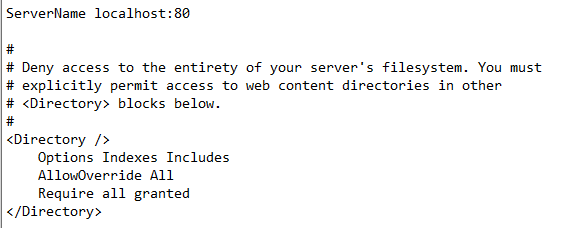 ServerName localhost:80
#
# Deny access to the entirety of your server's filesystem. You must
# explicitly permit access to web content directories in other
# <Directory> blocks below.
#
<Directory />
    Options Indexes Includes
    AllowOverride All
    Require all granted
</Directory>